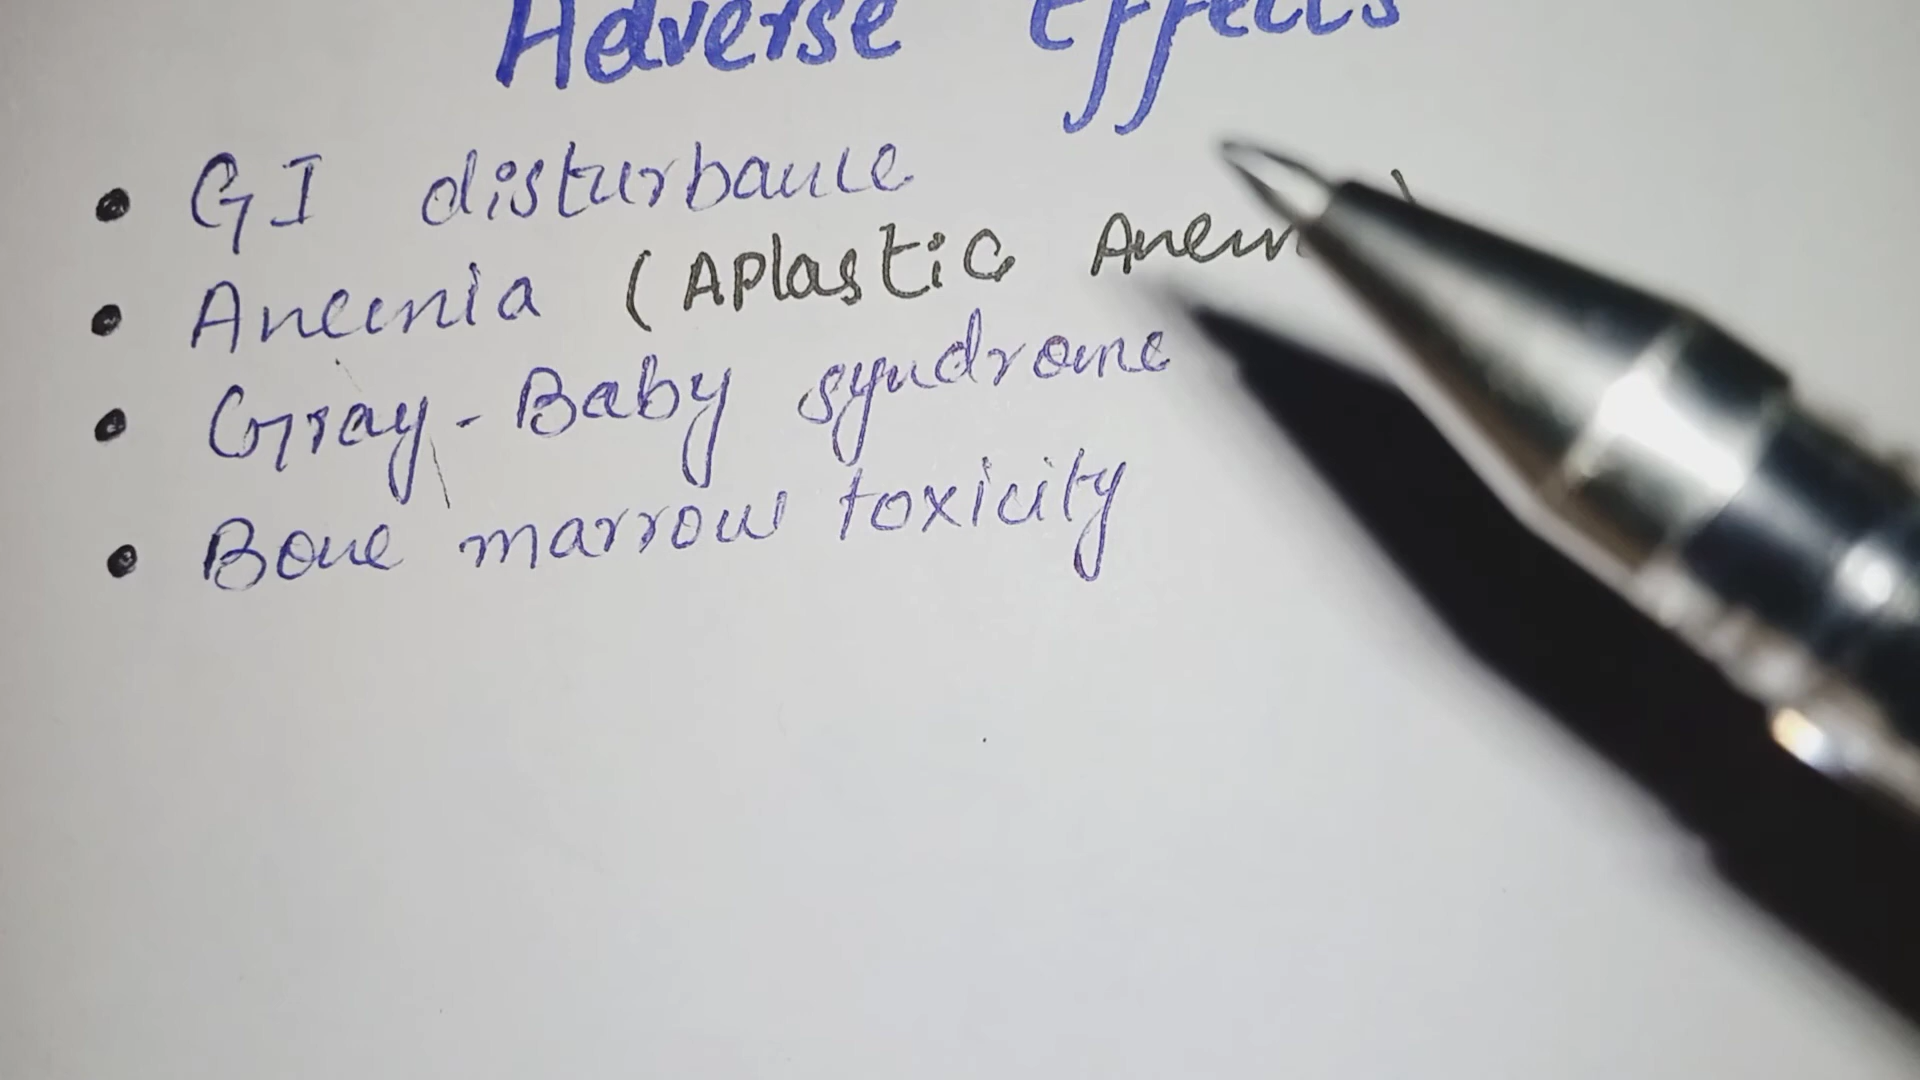 Adverse Effects
• GI disturbance
• Anemia (Aplastic
• Gray-Baby syndrome
• Bone marrow toxicity